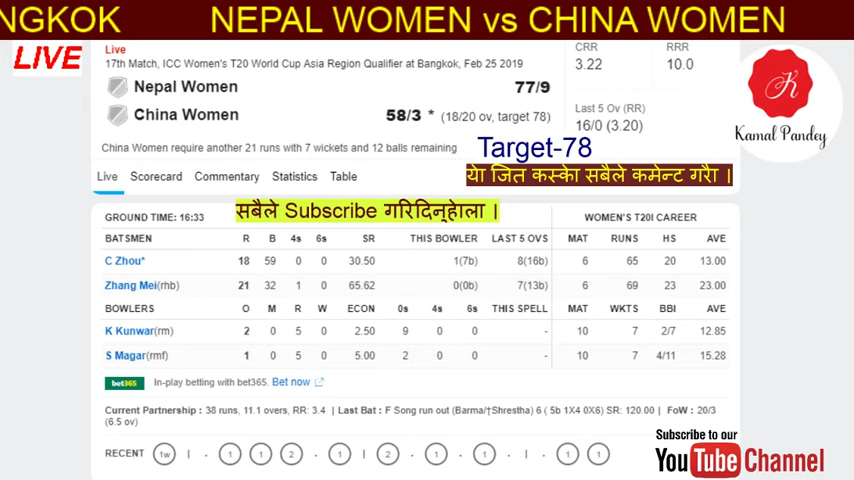 NGKOK NEPAL WOMEN vs CHINA WOMEN
LIVE
Live
17th Match, ICC Women's T20 World Cup Asia Region Qualifier at Bangkok, Feb 25 2019
Nepal Women 77/9
China Women 58/3 * (18/20 ov, target 78)
China Women require another 21 runs with 7 wickets and 12 balls remaining
CRR RRR
3.22 10.0
Last 5 Ov (RR)
16/0 (3.20)
K
Kamal Pandey
Target-78
या जित कस्को सबैले कमेन्ट गरौ ।
Live Scorecard Commentary Statistics Table
सबैले Subscribe गरिदिनुहोला ।
GROUND TIME: 16:33 WOMEN'S T20I CAREER
BATSMEN R B 4s 6s SR THIS BOWLER LAST 5 OVS MAT RUNS HS AVE
C Zhou* 18 59 0 0 30.50 1(7b) 8(16b) 6 65 20 13.00
Zhang Mei(rhb) 21 32 1 0 65.62 0(0b) 7(13b) 6 69 23 23.00
BOWLERS O M R W ECON 0s 4s 6s THIS SPELL MAT WKTS BBI AVE
K Kunwar(rm) 2 0 5 0 2.50 9 0 0 - 10 7 2/7 12.85
S Magar(rmf) 1 0 5 0 5.00 2 0 0 - 10 7 4/11 15.28
bet365 In-play betting with bet365. Bet now
Current Partnership : 38 runs, 11.1 overs, RR: 3.4 | Last Bat : F Song run out (Barma/†Shrestha) 6 ( 5b 1X4 0X6) SR: 120.00 | FoW : 20/3
(6.5 ov)
RECENT 1w | . 1 1 2 . 1 | 2 . 1 . 1 . | 1 1
Subscribe to our
YouTube Channel